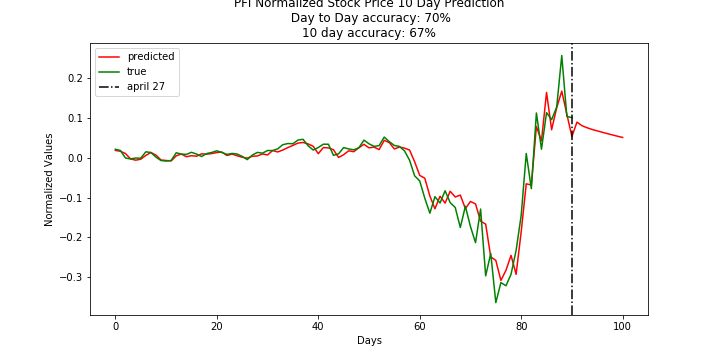 PFI Normalized Stock Price 10 Day Prediction
Day to Day accuracy: 70%
10 day accuracy: 67%
predicted
true
april 27
Normalized Values
0.2
0.1
0.0
−0.1
−0.2
−0.3
0
20
40
60
80
100
Days